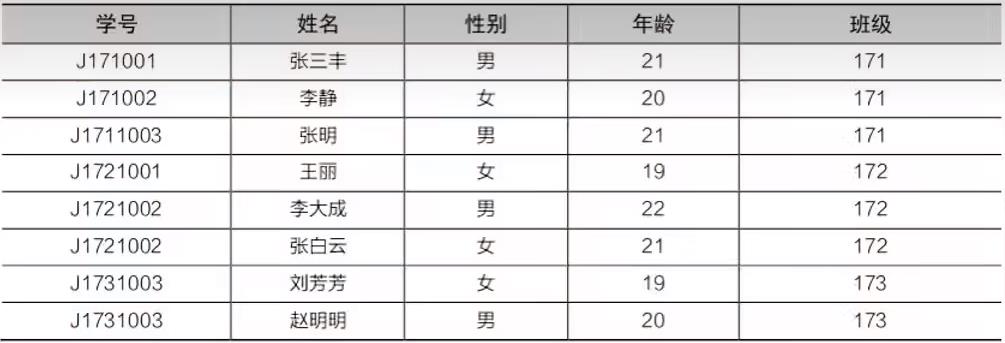 学号 姓名 性别 年龄 班级
J171001 张三丰 男 21 171
J171002 李静 女 20 171
J1711003 张明 男 21 171
J1721001 王丽 女 19 172
J1721002 李大成 男 22 172
J1721002 张白云 女 21 172
J1731003 刘芳芳 女 19 173
J1731003 赵明明 男 20 173